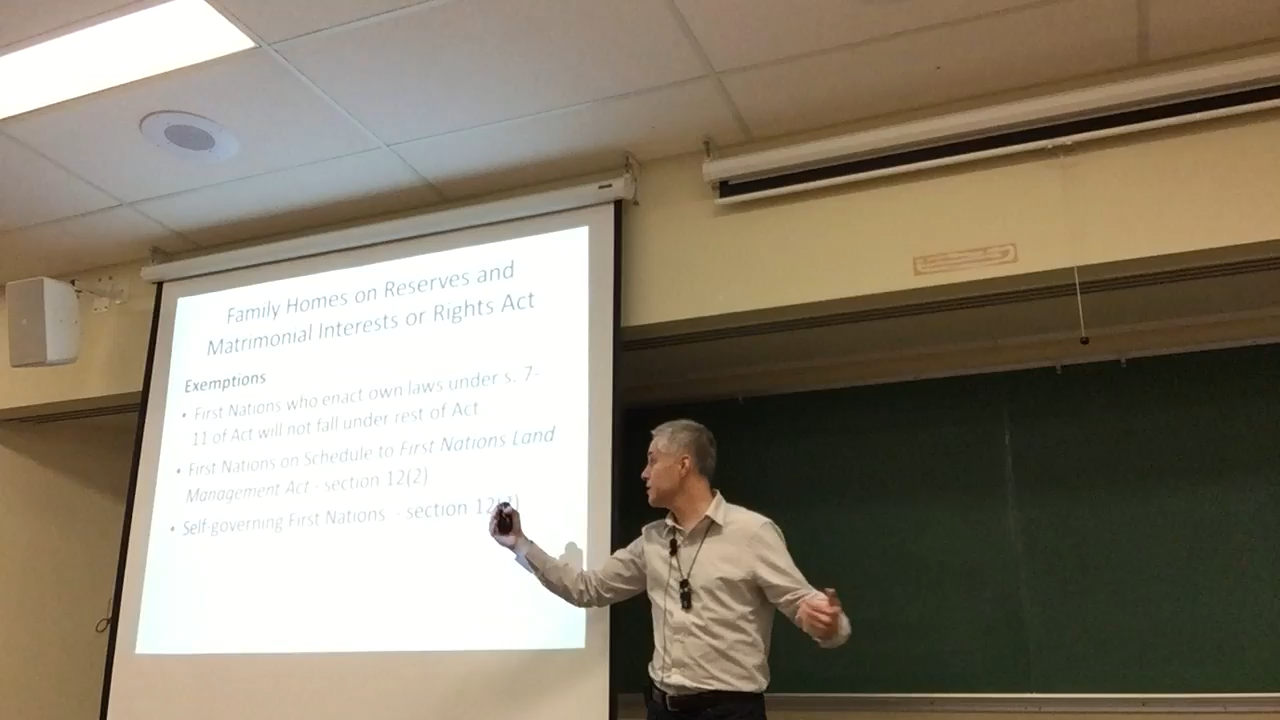 Family Homes on Reserves and
Matrimonial Interests or Rights Act
Exemptions
• First Nations who enact own laws under s. 7-
11 of Act will not fall under rest of Act
• First Nations on Schedule to First Nations Land
Management Act - section 12(2)
• Self-governing First Nations - section